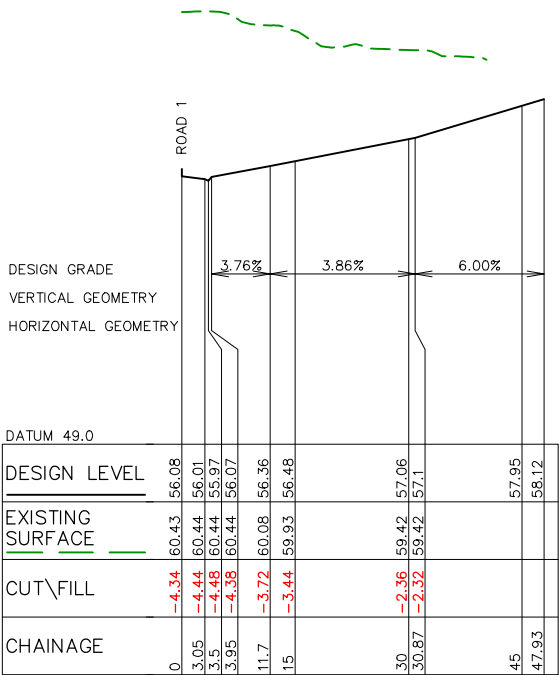 ROAD 1
DESIGN GRADE
3.76% 3.86% 6.00%
VERTICAL GEOMETRY
HORIZONTAL GEOMETRY
DATUM 49.0
DESIGN LEVEL 56.08 56.01 55.97 56.07 56.36 56.48 57.06 57.1 57.95 58.12
EXISTING
SURFACE 60.43 60.44 60.44 60.44 60.08 59.93 59.42 59.42
CUT\FILL -4.34 -4.44 -4.48 -4.38 -3.72 -3.44 -2.36 -2.32
CHAINAGE 0 3.05 3.5 3.95 11.7 15 30 30.87 45 47.93